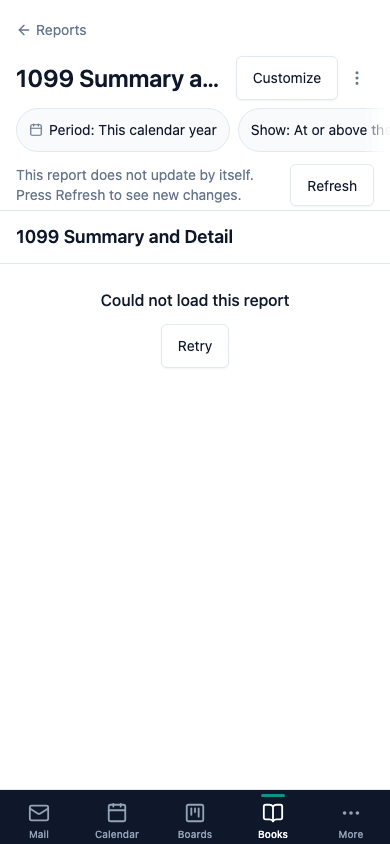 Reports
1099 Summary a...
Customize
Period: This calendar year
Show: At or above the
This report does not update by itself.
Press Refresh to see new changes.
Refresh
1099 Summary and Detail
Could not load this report
Retry
Mail
Calendar
Boards
Books
More